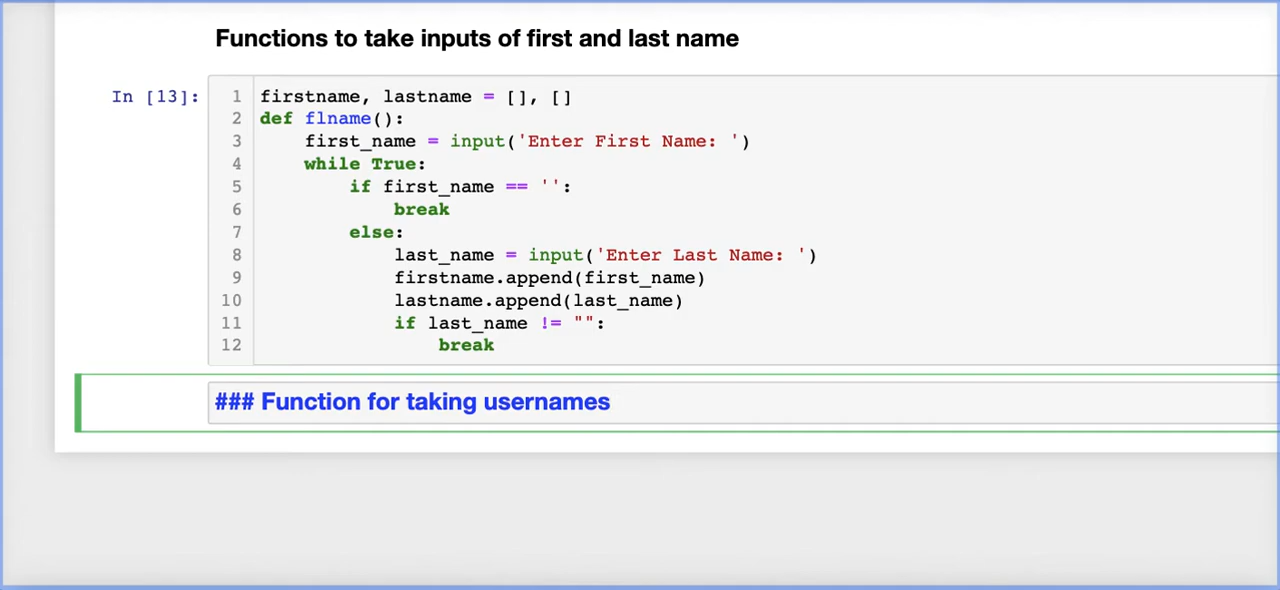 Functions to take inputs of first and last name
In [13]:
1 firstname, lastname = [], []
2 def flname():
3     first_name = input('Enter First Name: ')
4     while True:
5         if first_name == '':
6             break
7         else:
8             last_name = input('Enter Last Name: ')
9             firstname.append(first_name)
10             lastname.append(last_name)
11             if last_name != "":
12                 break
### Function for taking usernames